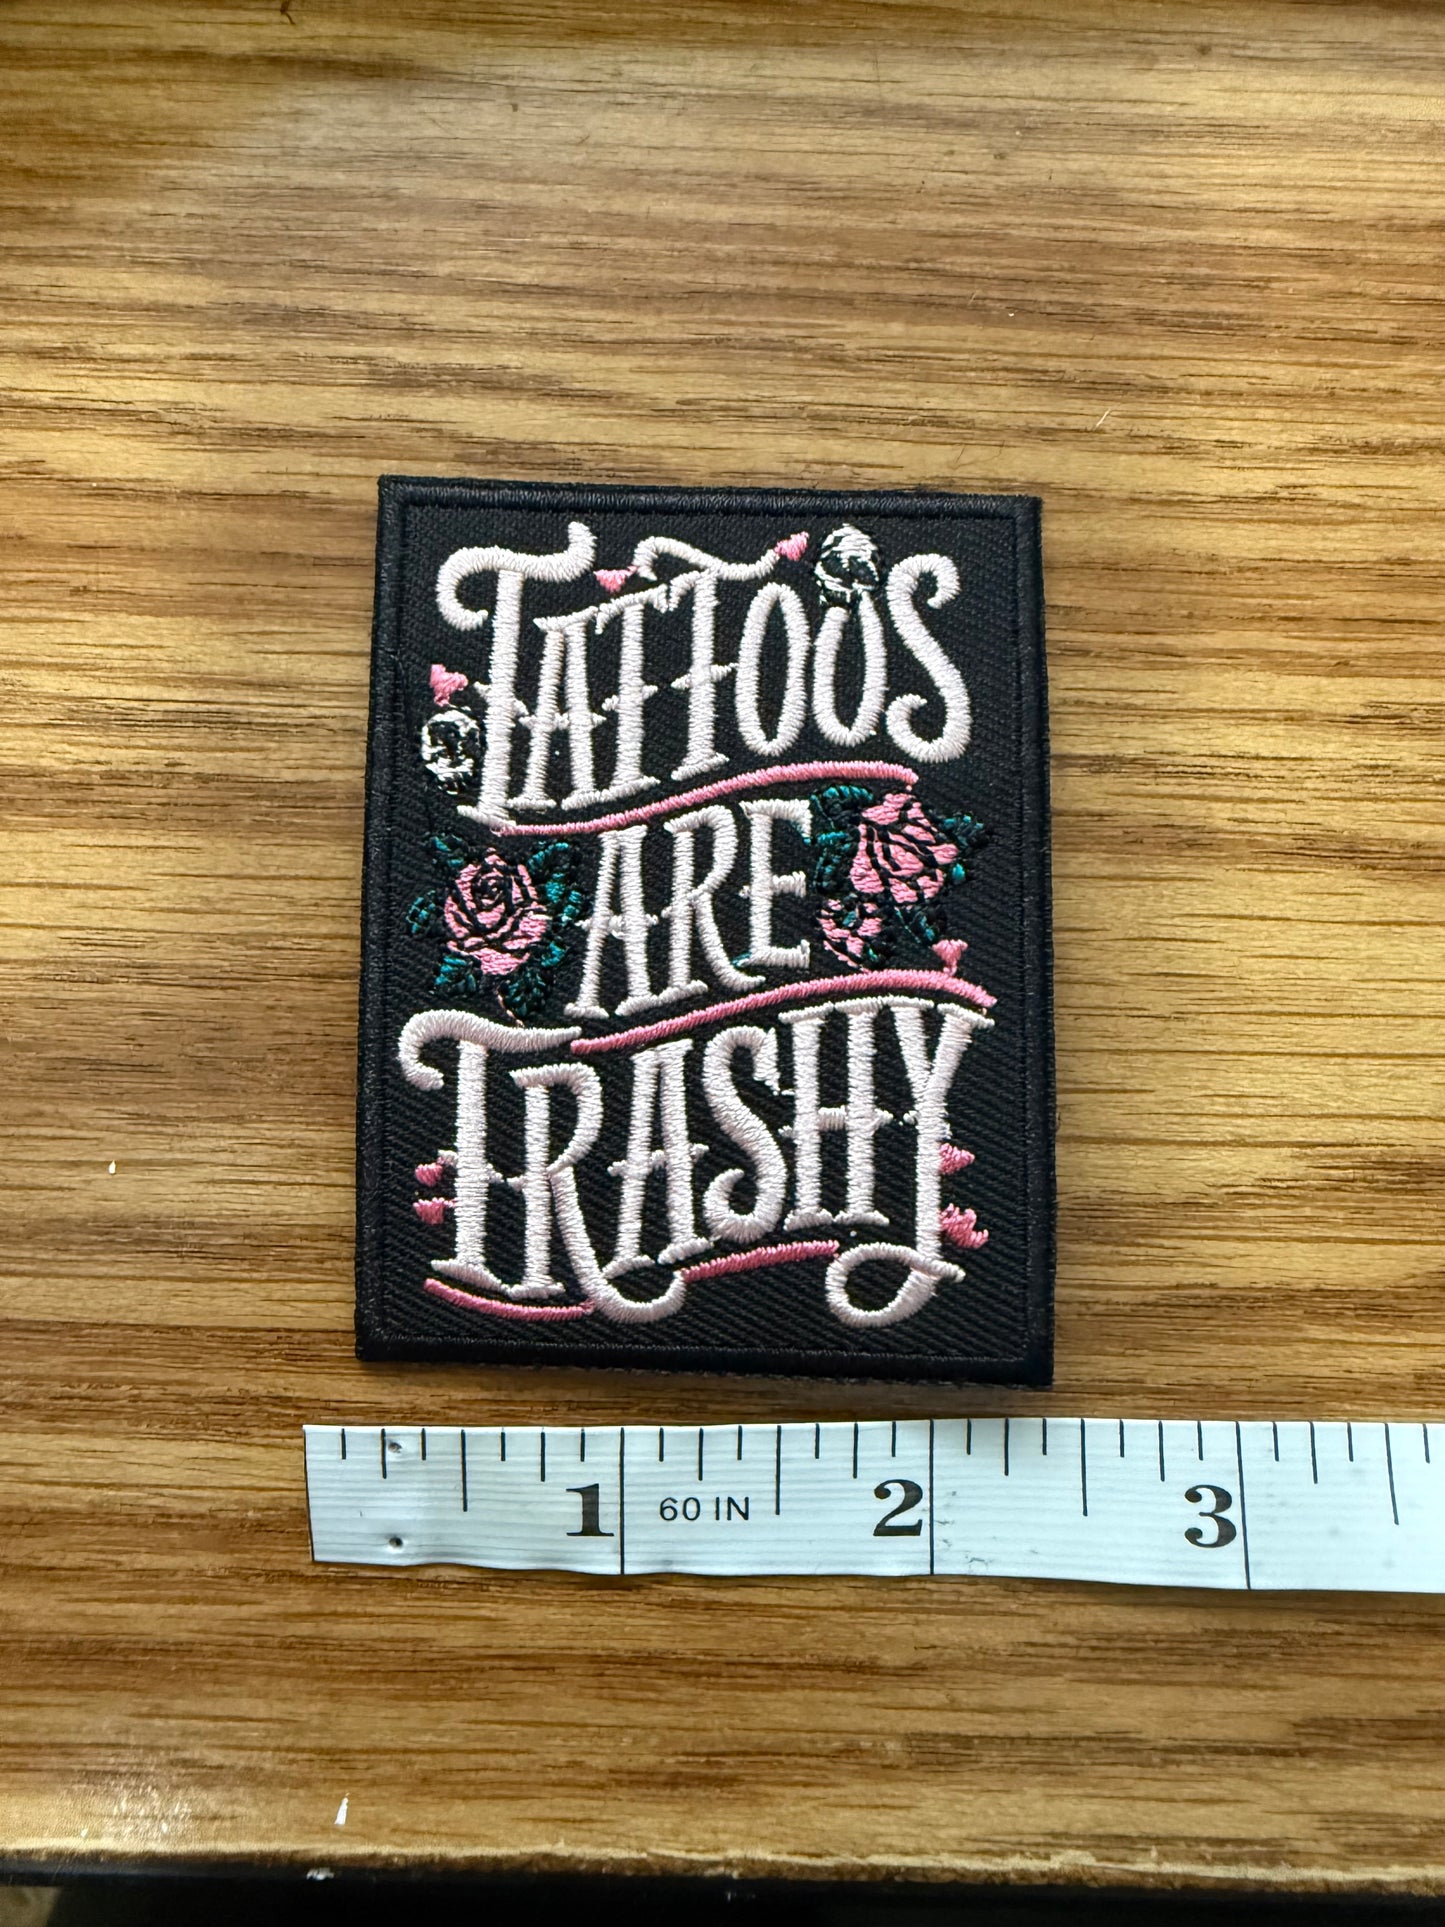 TATTOOS
ARE
TRASHY
1 60 IN 2 3